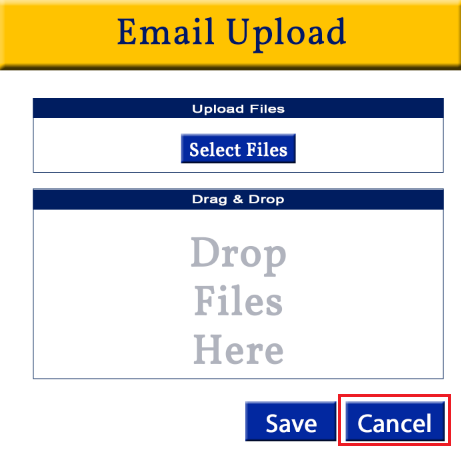 Email Upload
Upload Files
Select Files
Drag & Drop
Drop
Files
Here
Save Cancel